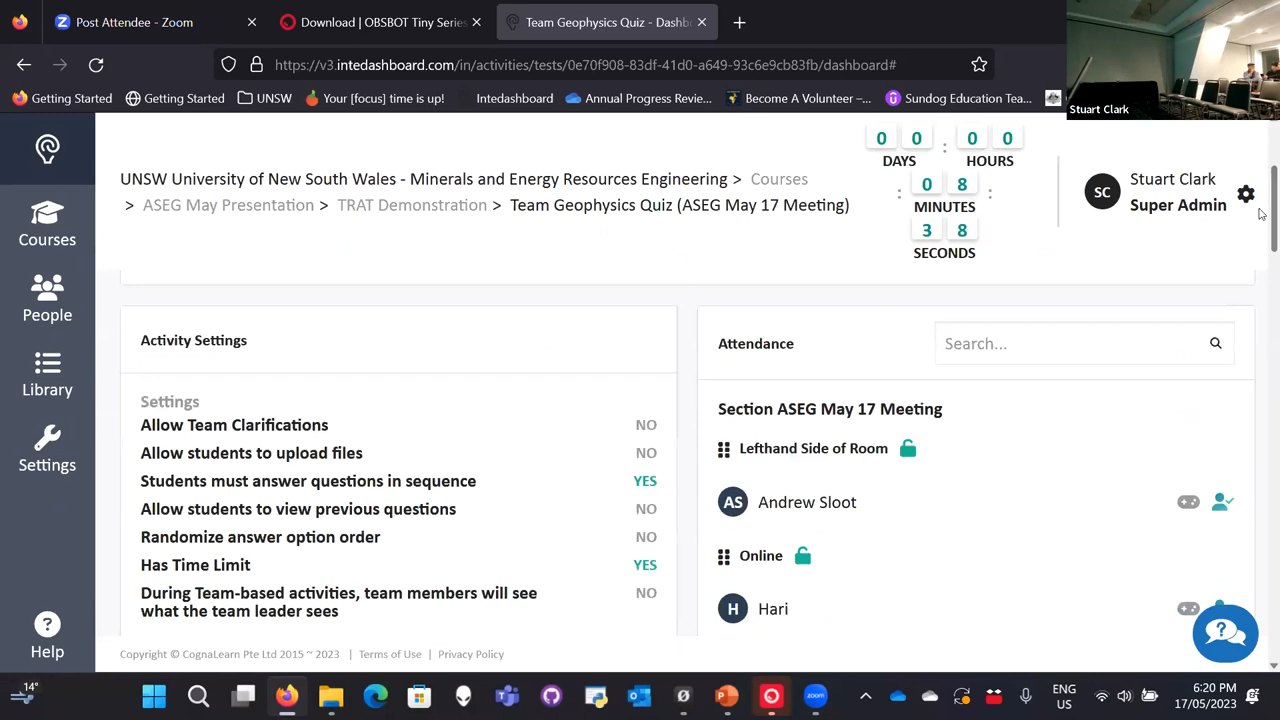 Post Attendee - Zoom
Download | OBSBOT Tiny Series
Team Geophysics Quiz - Dashb
https://v3.intedashboard.com/in/activities/tests/0e70f908-83df-41d0-a649-93c6e9cb83fb/dashboard#
Getting Started
Getting Started
UNSW
Your [focus] time is up!
Intedashboard
Annual Progress Revie...
Become A Volunteer –...
Sundog Education Tea...
Stuart Clark
0 0 : 0 0
DAYS HOURS
: 0 8 :
MINUTES
3 8
SECONDS
UNSW University of New South Wales - Minerals and Energy Resources Engineering > Courses
> ASEG May Presentation > TRAT Demonstration > Team Geophysics Quiz (ASEG May 17 Meeting)
SC
Stuart Clark
Super Admin
Courses
People
Library
Settings
Help
Activity Settings
Settings
Allow Team Clarifications NO
Allow students to upload files NO
Students must answer questions in sequence YES
Allow students to view previous questions NO
Randomize answer option order NO
Has Time Limit YES
During Team-based activities, team members will see NO
what the team leader sees
Attendance
Search...
Section ASEG May 17 Meeting
Lefthand Side of Room
AS Andrew Sloot
Online
H Hari
Copyright © CognaLearn Pte Ltd 2015 ~ 2023 | Terms of Use | Privacy Policy
14°
ENG
US
6:20 PM
17/05/2023